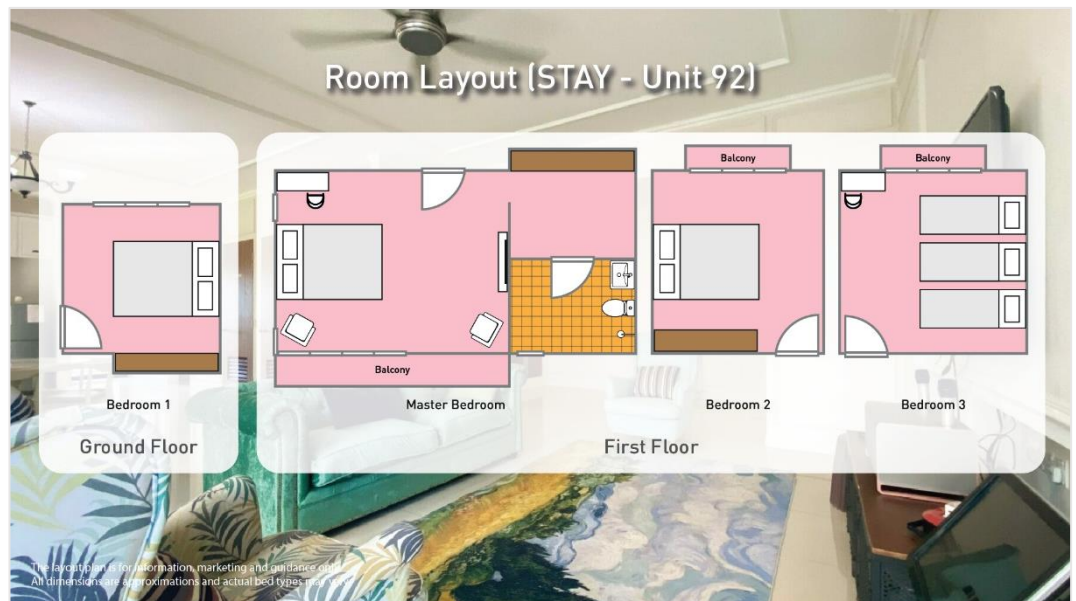 Room Layout (STAY - Unit 92)
Balcony
Balcony
Balcony
Bedroom 1
Master Bedroom
Bedroom 2
Bedroom 3
Ground Floor
First Floor
The layout plan is for information, marketing and guidance only.
All dimensions are approximations and actual bed types may vary.